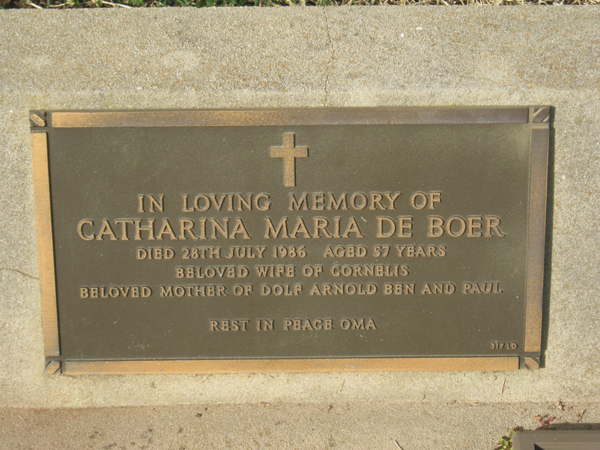 IN LOVING MEMORY OF
CATHARINA MARIA DE BOER
DIED 28TH JULY 1986 AGED 57 YEARS
BELOVED WIFE OF CORNELIS
BELOVED MOTHER OF DOLF ARNOLD BEN AND PAUL
REST IN PEACE OMA